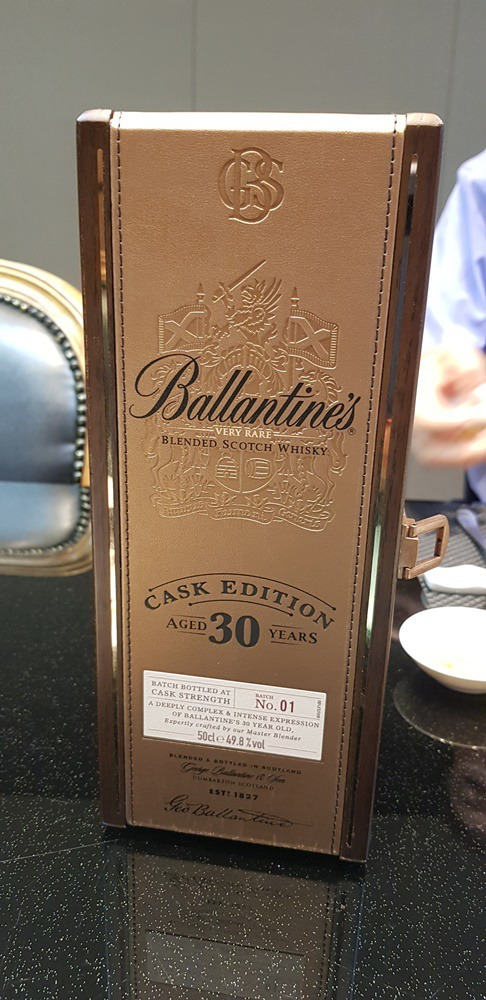 GBS
Ballantine's®
VERY RARE
BLENDED SCOTCH WHISKY
CASK EDITION
AGED 30 YEARS
BATCH BOTTLED AT
CASK STRENGTH
BATCH
No. 01
A DEEPLY COMPLEX & INTENSE EXPRESSION
OF BALLANTINE'S 30 YEAR OLD,
Expertly crafted by our Master Blender
50cl e 49.8%vol
BLENDED & BOTTLED IN SCOTLAND
George Ballantine & Son
DUMBARTON SCOTLAND
ESTD. 1827
Geo Ballantine